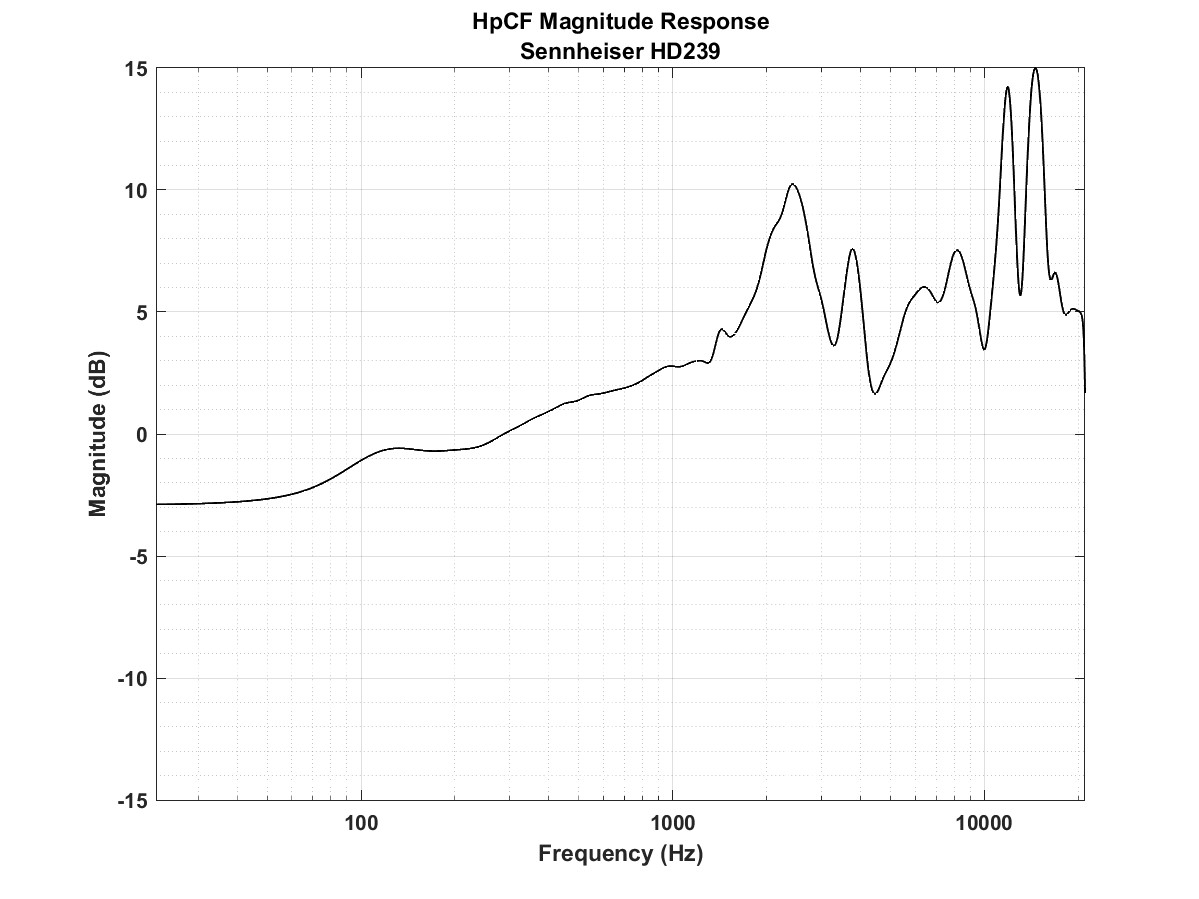 HpCF Magnitude Response
Sennheiser HD239
15
10
5
0
-5
-10
-15
Magnitude (dB)
100
1000
10000
Frequency (Hz)